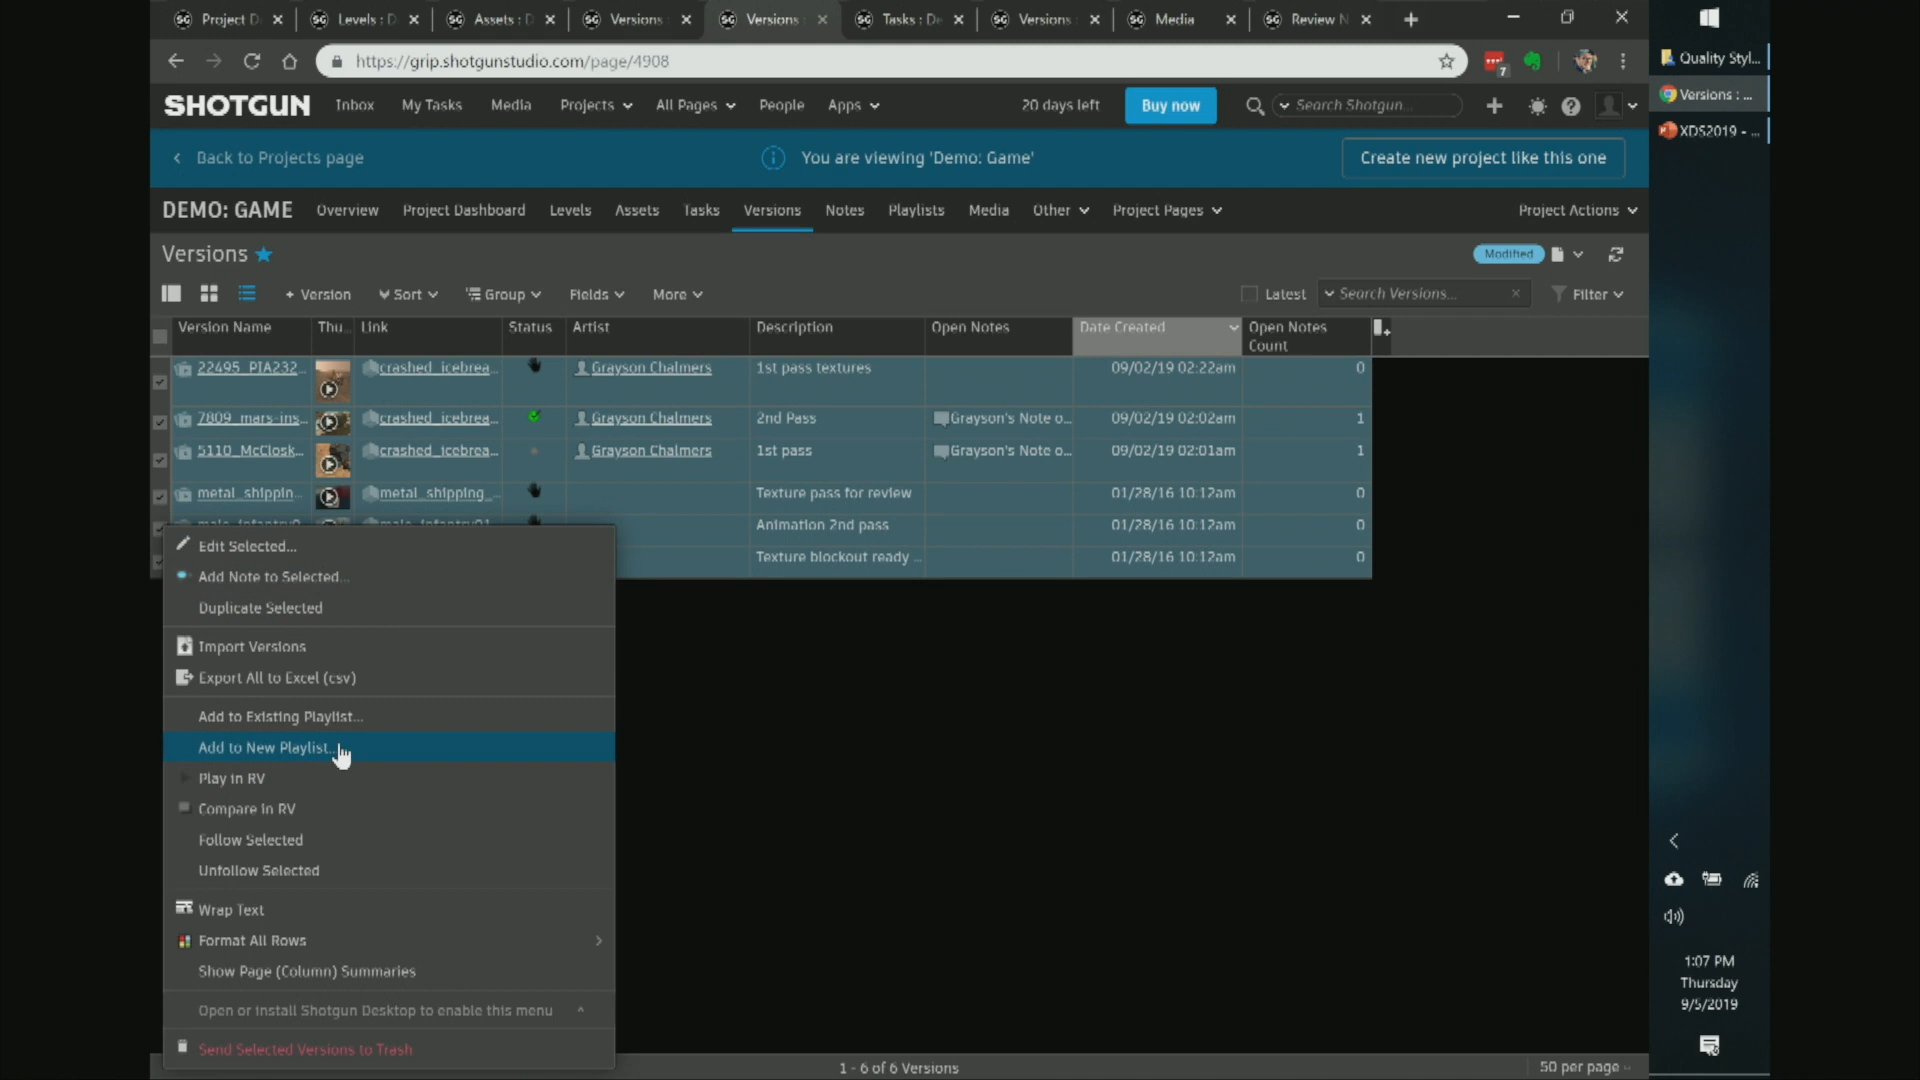 Project D
Levels : D
Assets : D
Versions
Versions
Tasks : De
Versions
Media
Review N
https://grip.shotgunstudio.com/page/4908
7
SHOTGUN Inbox My Tasks Media Projects All Pages People Apps 20 days left Buy now Search Shotgun...
Back to Projects page You are viewing 'Demo: Game' Create new project like this one
DEMO: GAME Overview Project Dashboard Levels Assets Tasks Versions Notes Playlists Media Other Project Pages Project Actions
Versions Modified
+ Version Sort Group Fields More Latest Search Versions... Filter
Version Name Thu... Link Status Artist Description Open Notes Date Created Open Notes Count
22495_PIA232... crashed_icebrea... Grayson Chalmers 1st pass textures 09/02/19 02:22am 0
7809_mars-ins... crashed_icebrea... Grayson Chalmers 2nd Pass Grayson's Note o... 09/02/19 02:02am 1
5110_McClosk... crashed_icebrea... Grayson Chalmers 1st pass Grayson's Note o... 09/02/19 02:01am 1
metal_shippin... metal_shipping_... Texture pass for review 01/28/16 10:12am 0
male_infantry0... male_infantry01... Animation 2nd pass 01/28/16 10:12am 0
Texture blockout ready ... 01/28/16 10:12am 0
Edit Selected...
Add Note to Selected...
Duplicate Selected
Import Versions
Export All to Excel (csv)
Add to Existing Playlist...
Add to New Playlist...
Play in RV
Compare in RV
Follow Selected
Unfollow Selected
Wrap Text
Format All Rows
Show Page (Column) Summaries
Open or install Shotgun Desktop to enable this menu
Send Selected Versions to Trash
1 - 6 of 6 Versions
50 per page
Quality Styl...
Versions : ...
XDS2019 - ...
1:07 PM
Thursday
9/5/2019